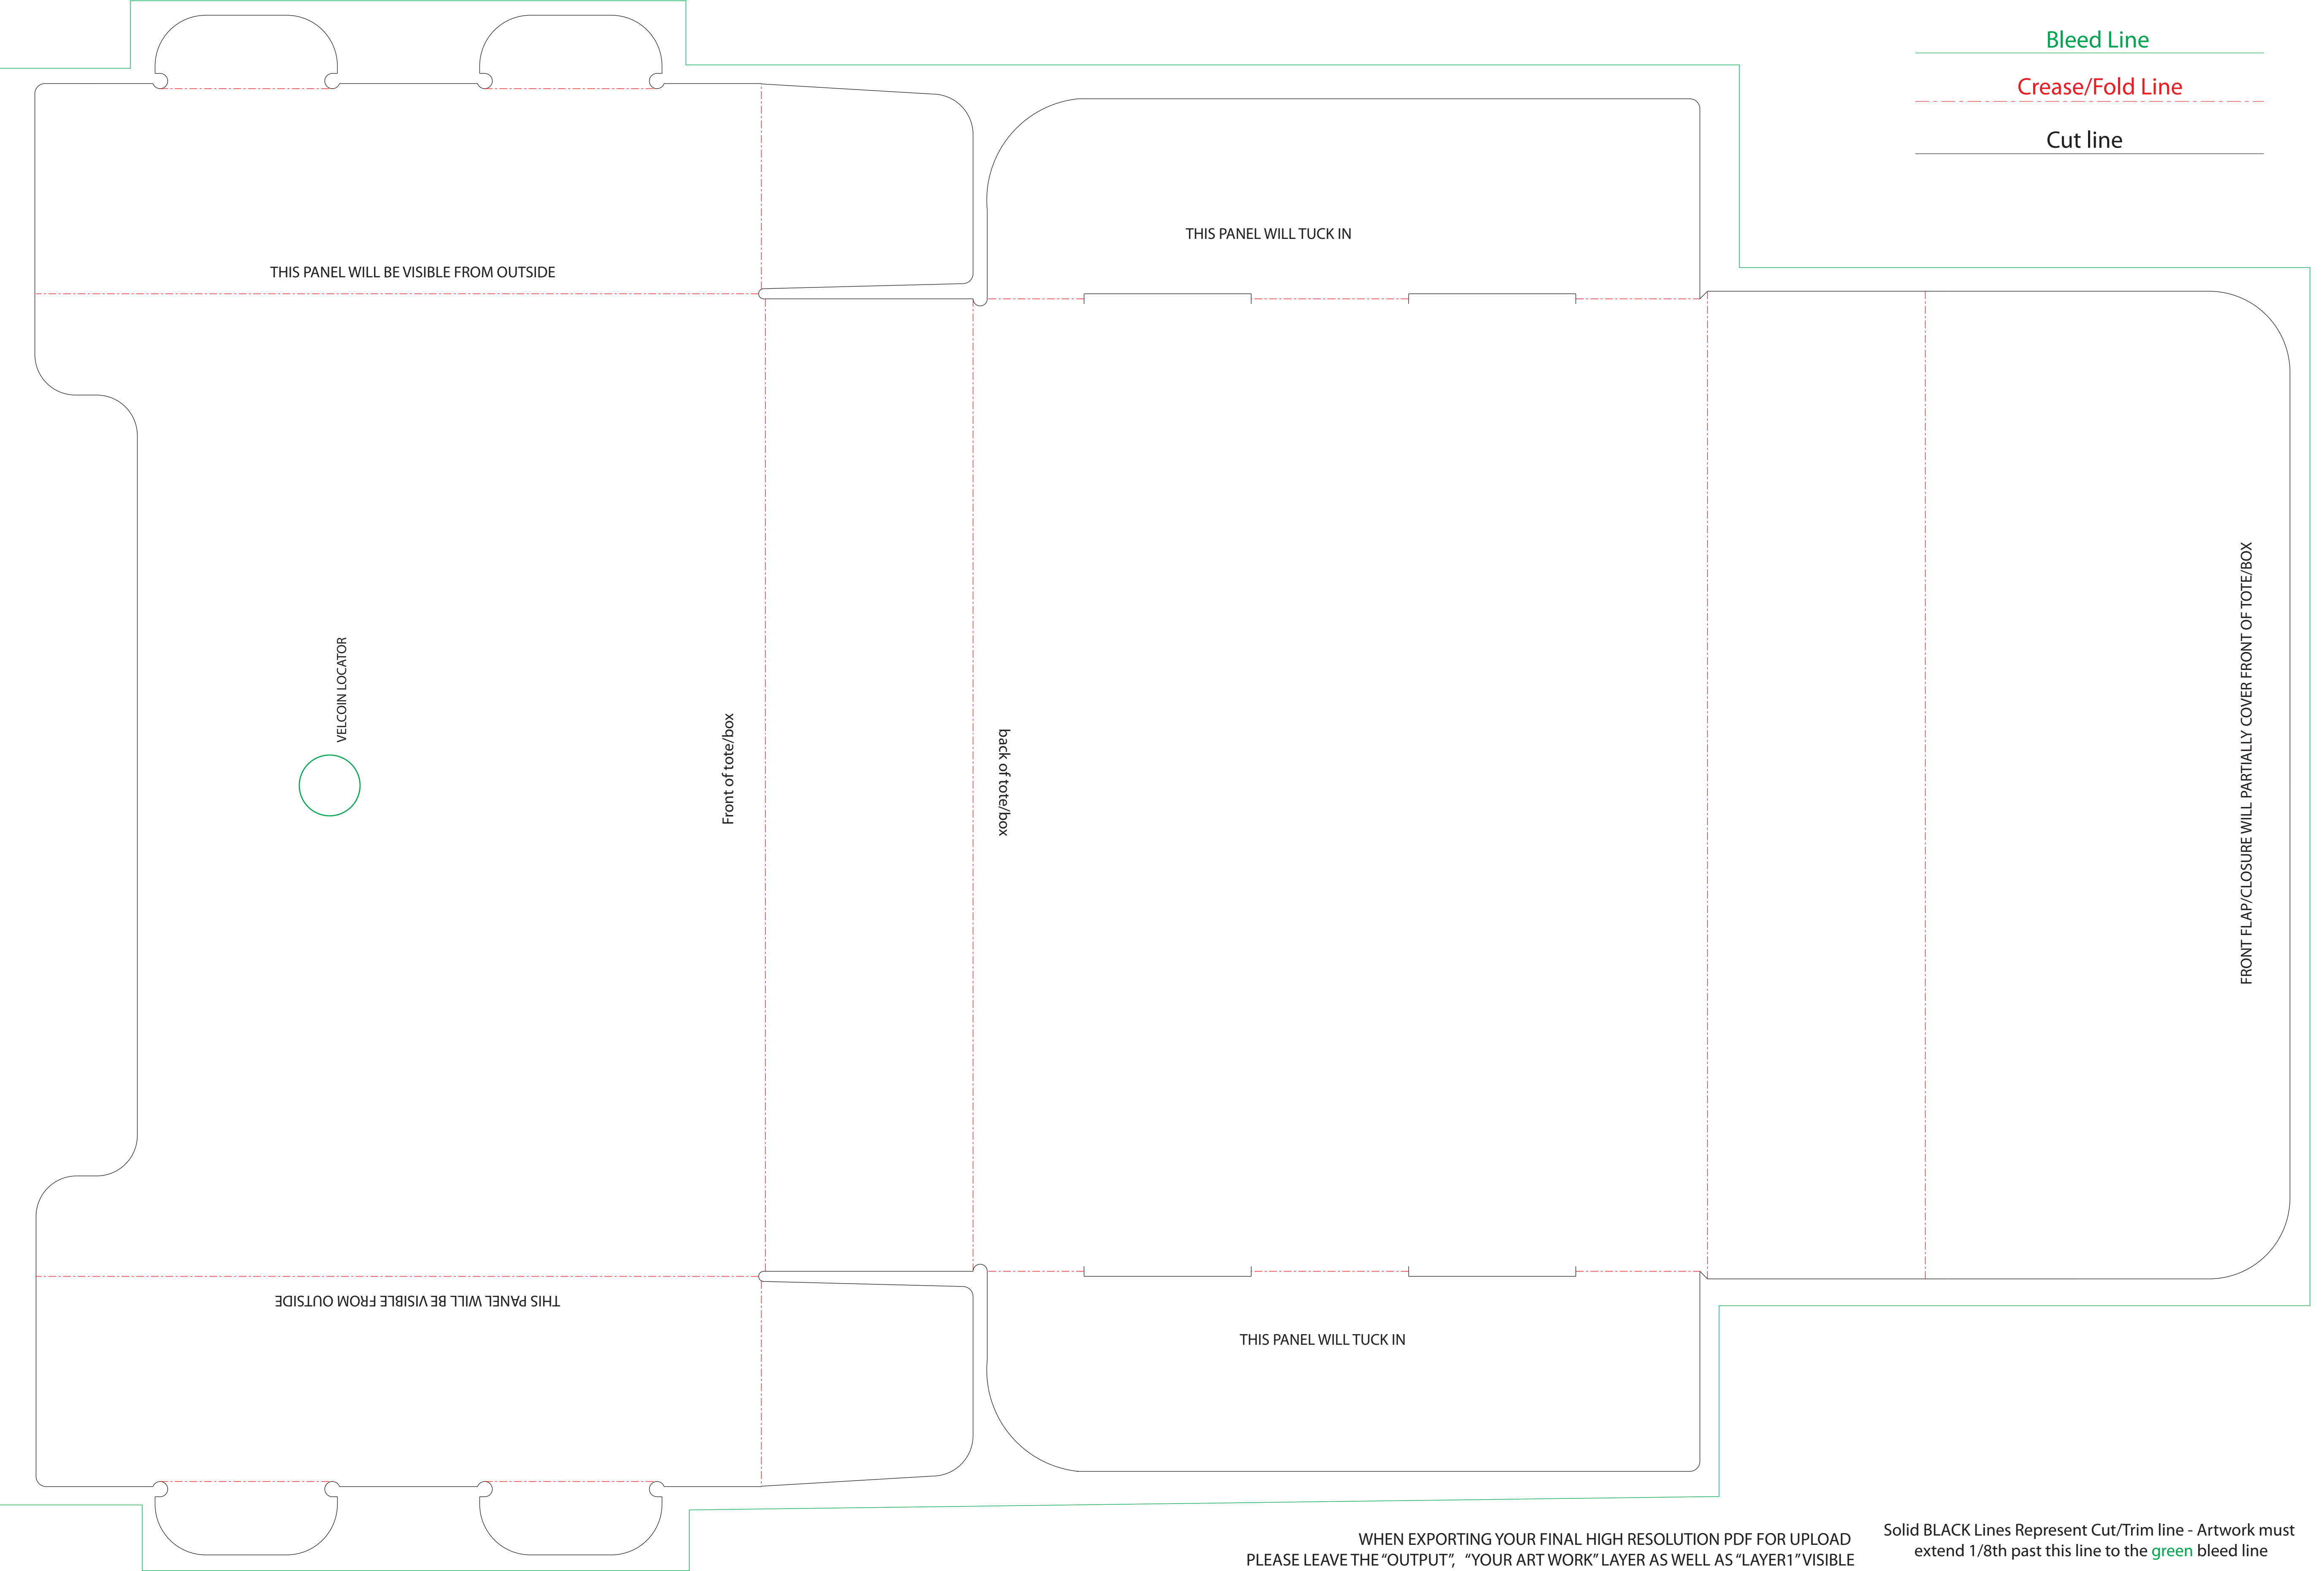 Bleed Line
Crease/Fold Line
Cut line
THIS PANEL WILL TUCK IN
THIS PANEL WILL BE VISIBLE FROM OUTSIDE
VELCOIN LOCATOR
Front of tote/box
back of tote/box
FRONT FLAP/CLOSURE WILL PARTIALLY COVER FRONT OF TOTE/BOX
THIS PANEL WILL BE VISIBLE FROM OUTSIDE
THIS PANEL WILL TUCK IN
WHEN EXPORTING YOUR FINAL HIGH RESOLUTION PDF FOR UPLOAD
PLEASE LEAVE THE “OUTPUT”, “YOUR ART WORK” LAYER AS WELL AS “LAYER1” VISIBLE
Solid BLACK Lines Represent Cut/Trim line - Artwork must
extend 1/8th past this line to the green bleed line